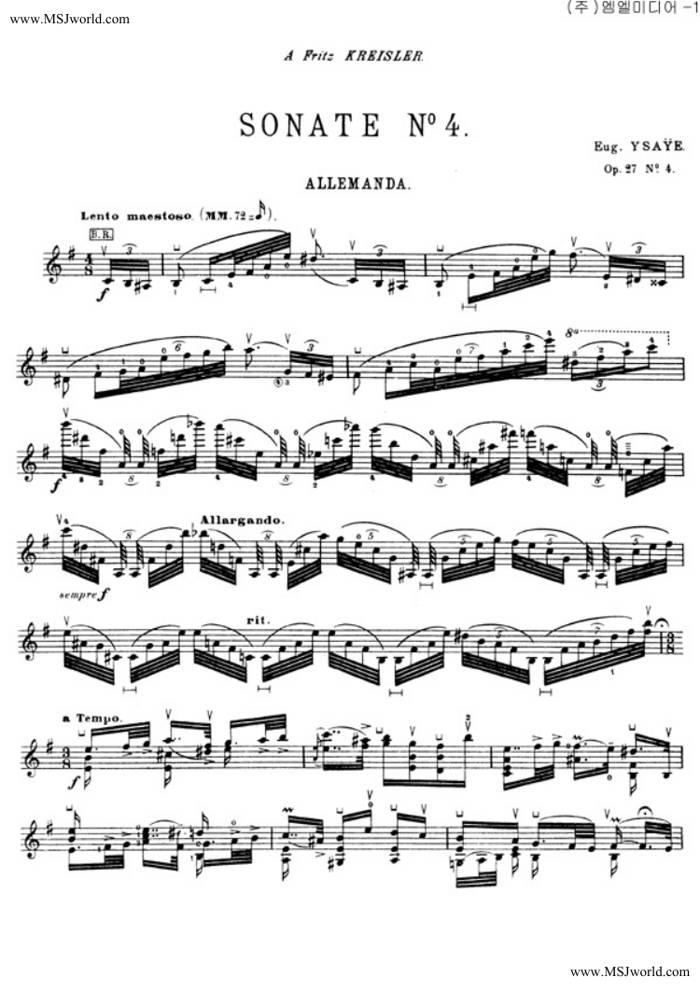 (주)엠엘미디어 -1
www.MSJworld.com
A Fritz KREISLER.
SONATE Nº 4.
Eug. YSAŸE.
Op. 27 Nº 4.
ALLEMANDA.
Lento maestoso. (MM. 72 = ♪).
B.R.
f
8ª
f
Allargando.
sempre f
rit.
a Tempo.
f
www.MSJworld.com